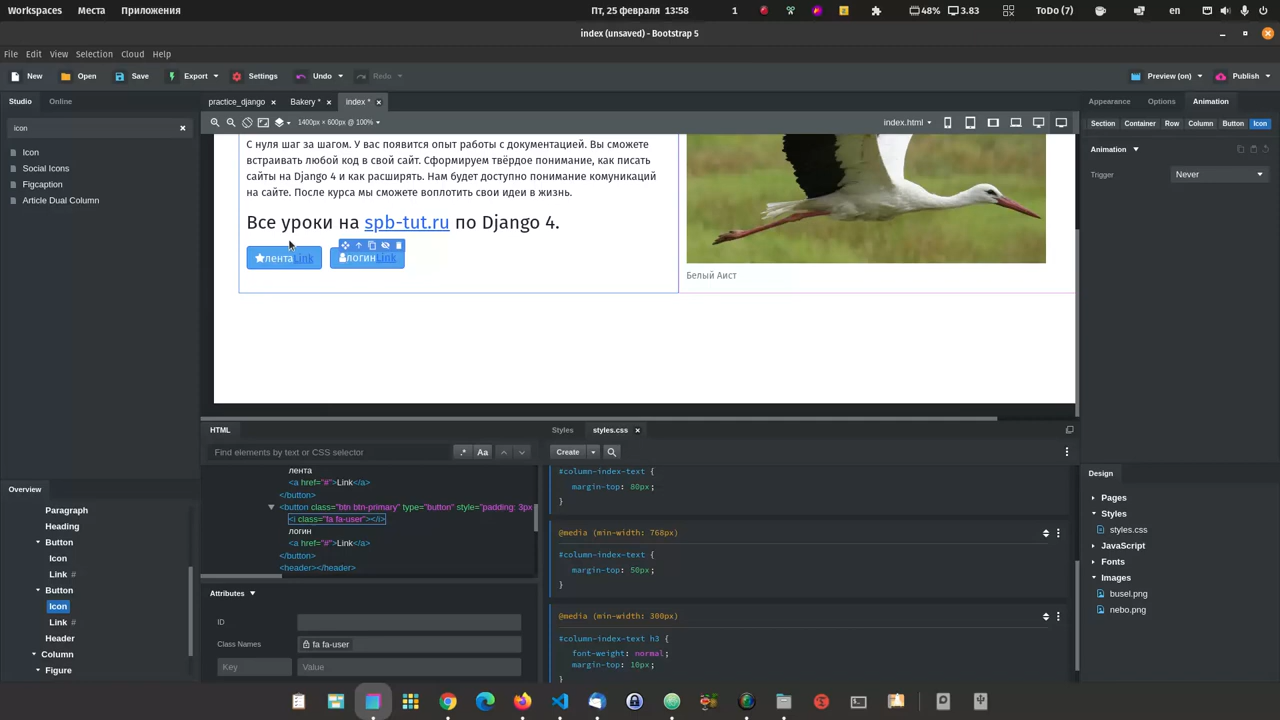 Workspaces Места Приложения Пт, 25 февраля 13:58 1 48% 3.83 ToDo (7) en
index (unsaved) - Bootstrap 5
File Edit View Selection Cloud Help
New Open Save Export Settings Undo Redo Preview (on) Publish
Studio Online practice_django Bakery * index * Appearance Options Animation
icon 1400px × 600px @ 100% index.html Section Container Row Column Button Icon
Icon
Social Icons
Figcaption
Article Dual Column
С нуля шаг за шагом. У вас появится опыт работы с документацией. Вы сможете
встраивать любой код в свой сайт. Сформируем твёрдое понимание, как писать
сайты на Django 4 и как расширять. Нам будет доступно понимание комуникаций
на сайте. После курса мы сможете воплотить свои идеи в жизнь.
Все уроки на spb-tut.ru по Django 4.
лентаLink логинLink
Белый Аист
Animation
Trigger Never
HTML
Find elements by text or CSS selector .* Aa
лента
<a href="#">Link</a>
</button>
<button class="btn btn-primary" type="button" style="padding: 3px
<i class="fa fa-user"></i>
логин
<a href="#">Link</a>
</button>
<header></header>
Attributes
ID
Class Names fa fa-user
Key Value
Styles styles.css
Create
#column-index-text {
margin-top: 80px;
}
@media (min-width: 768px)
#column-index-text {
margin-top: 50px;
}
@media (min-width: 300px)
#column-index-text h3 {
font-weight: normal;
margin-top: 10px;
Overview
Paragraph
Heading
Button
Icon
Link #
Button
Icon
Link #
Header
Column
Figure
Design
Pages
Styles
styles.css
JavaScript
Fonts
Images
busel.png
nebo.png